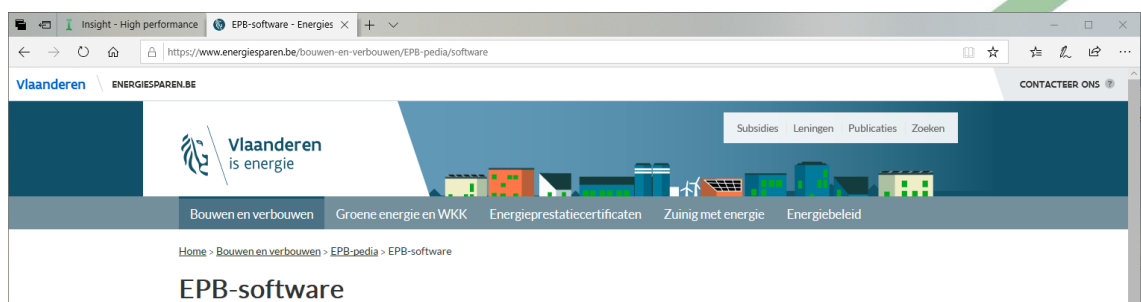 Insight - High performance
EPB-software - Energies
https://www.energiesparen.be/bouwen-en-verbouwen/EPB-pedia/software
Vlaanderen
ENERGIESPAREN.BE
CONTACTEER ONS ?
Subsidies Leningen Publicaties Zoeken
Vlaanderen
is energie
Bouwen en verbouwen Groene energie en WKK Energieprestatiecertificaten Zuinig met energie Energiebeleid
Home > Bouwen en verbouwen > EPB-pedia > EPB-software
EPB-software